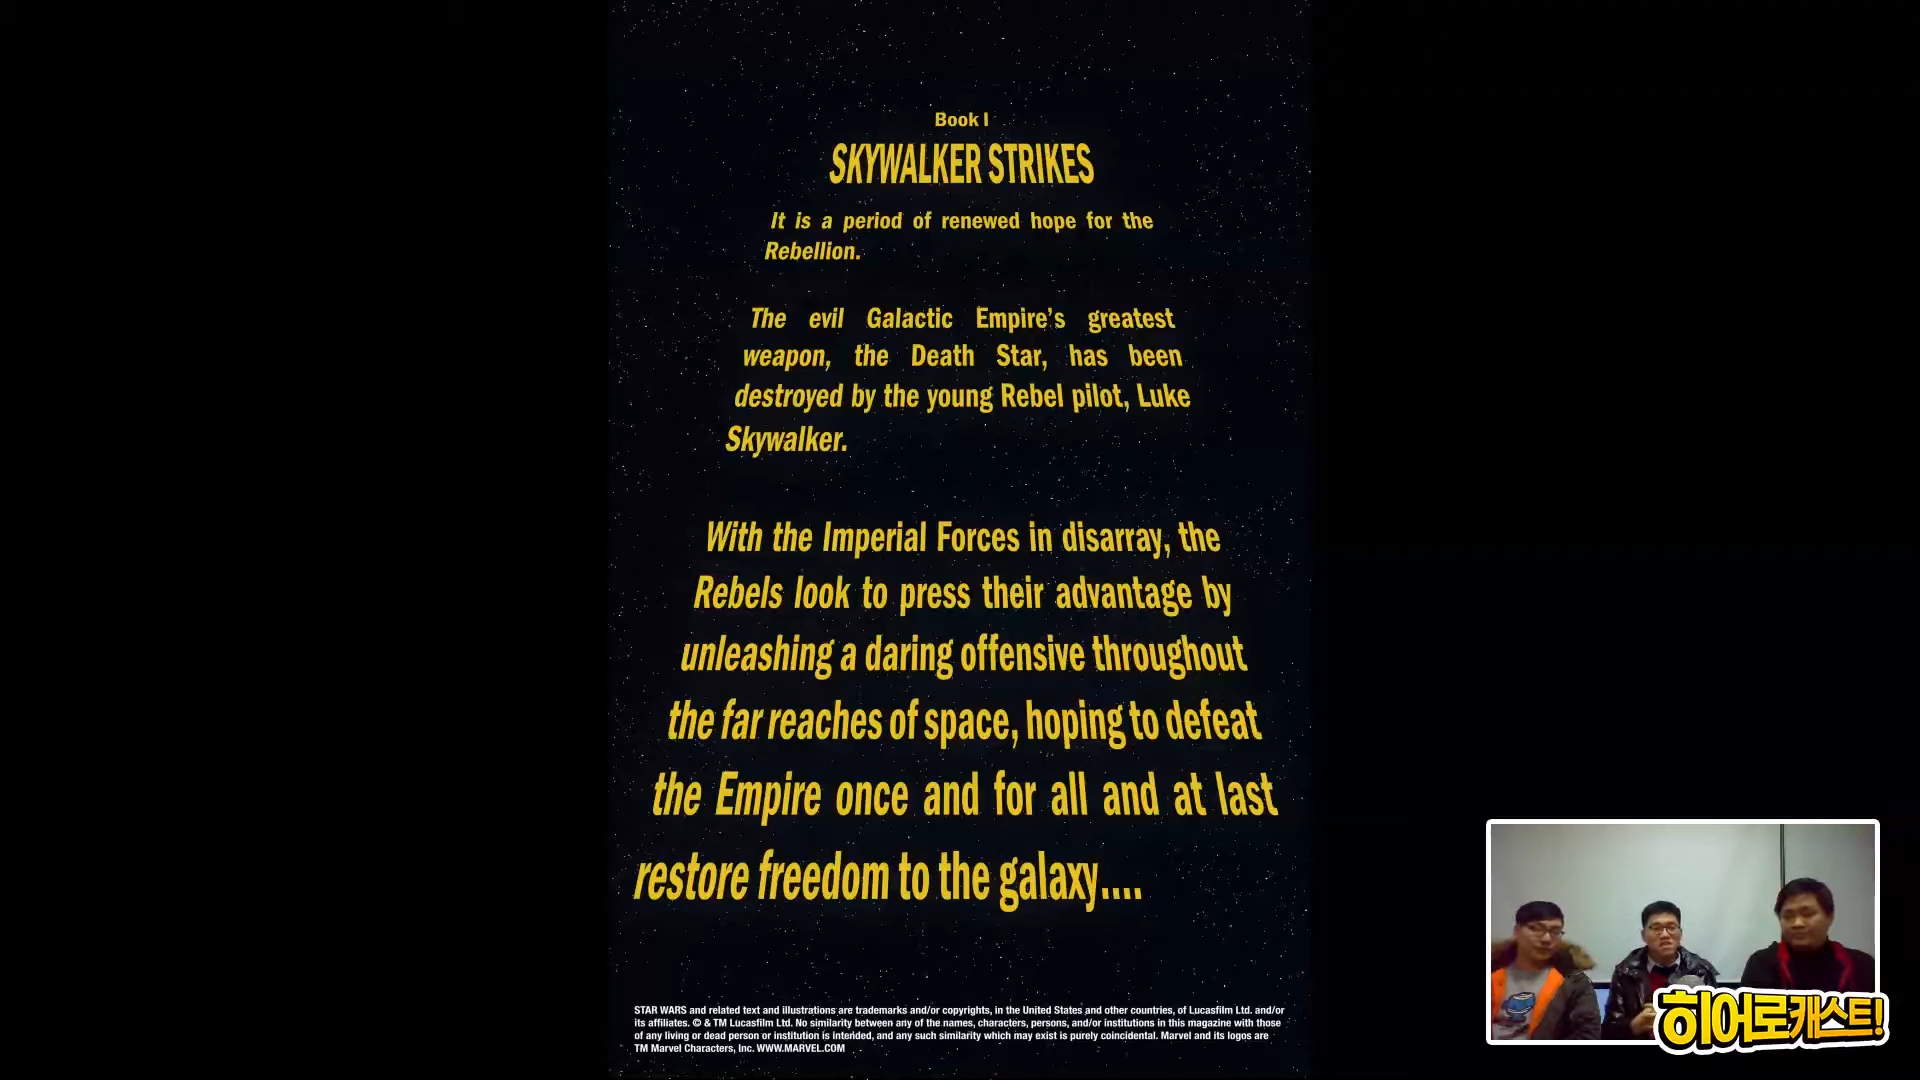 Book I
SKYWALKER STRIKES
It is a period of renewed hope for the
Rebellion.
The evil Galactic Empire's greatest
weapon, the Death Star, has been
destroyed by the young Rebel pilot, Luke
Skywalker.
With the Imperial Forces in disarray, the
Rebels look to press their advantage by
unleashing a daring offensive throughout
the far reaches of space, hoping to defeat
the Empire once and for all and at last
restore freedom to the galaxy....
STAR WARS and related text and illustrations are trademarks and/or copyrights, in the United States and other countries, of Lucasfilm Ltd. and/or
its affiliates. © & TM Lucasfilm Ltd. No similarity between any of the names, characters, persons, and/or institutions in this magazine with those
of any living or dead person or institution is intended, and any such similarity which may exist is purely coincidental. Marvel and its logos are
TM Marvel Characters, Inc. WWW.MARVEL.COM
히어로캐스트!